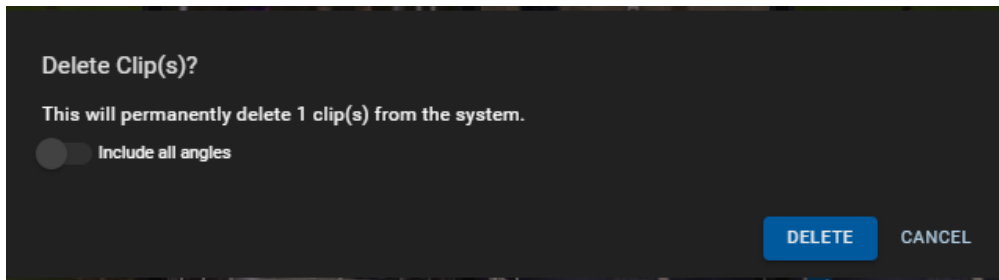 Delete Clip(s)?
This will permanently delete 1 clip(s) from the system.
Include all angles
DELETE CANCEL